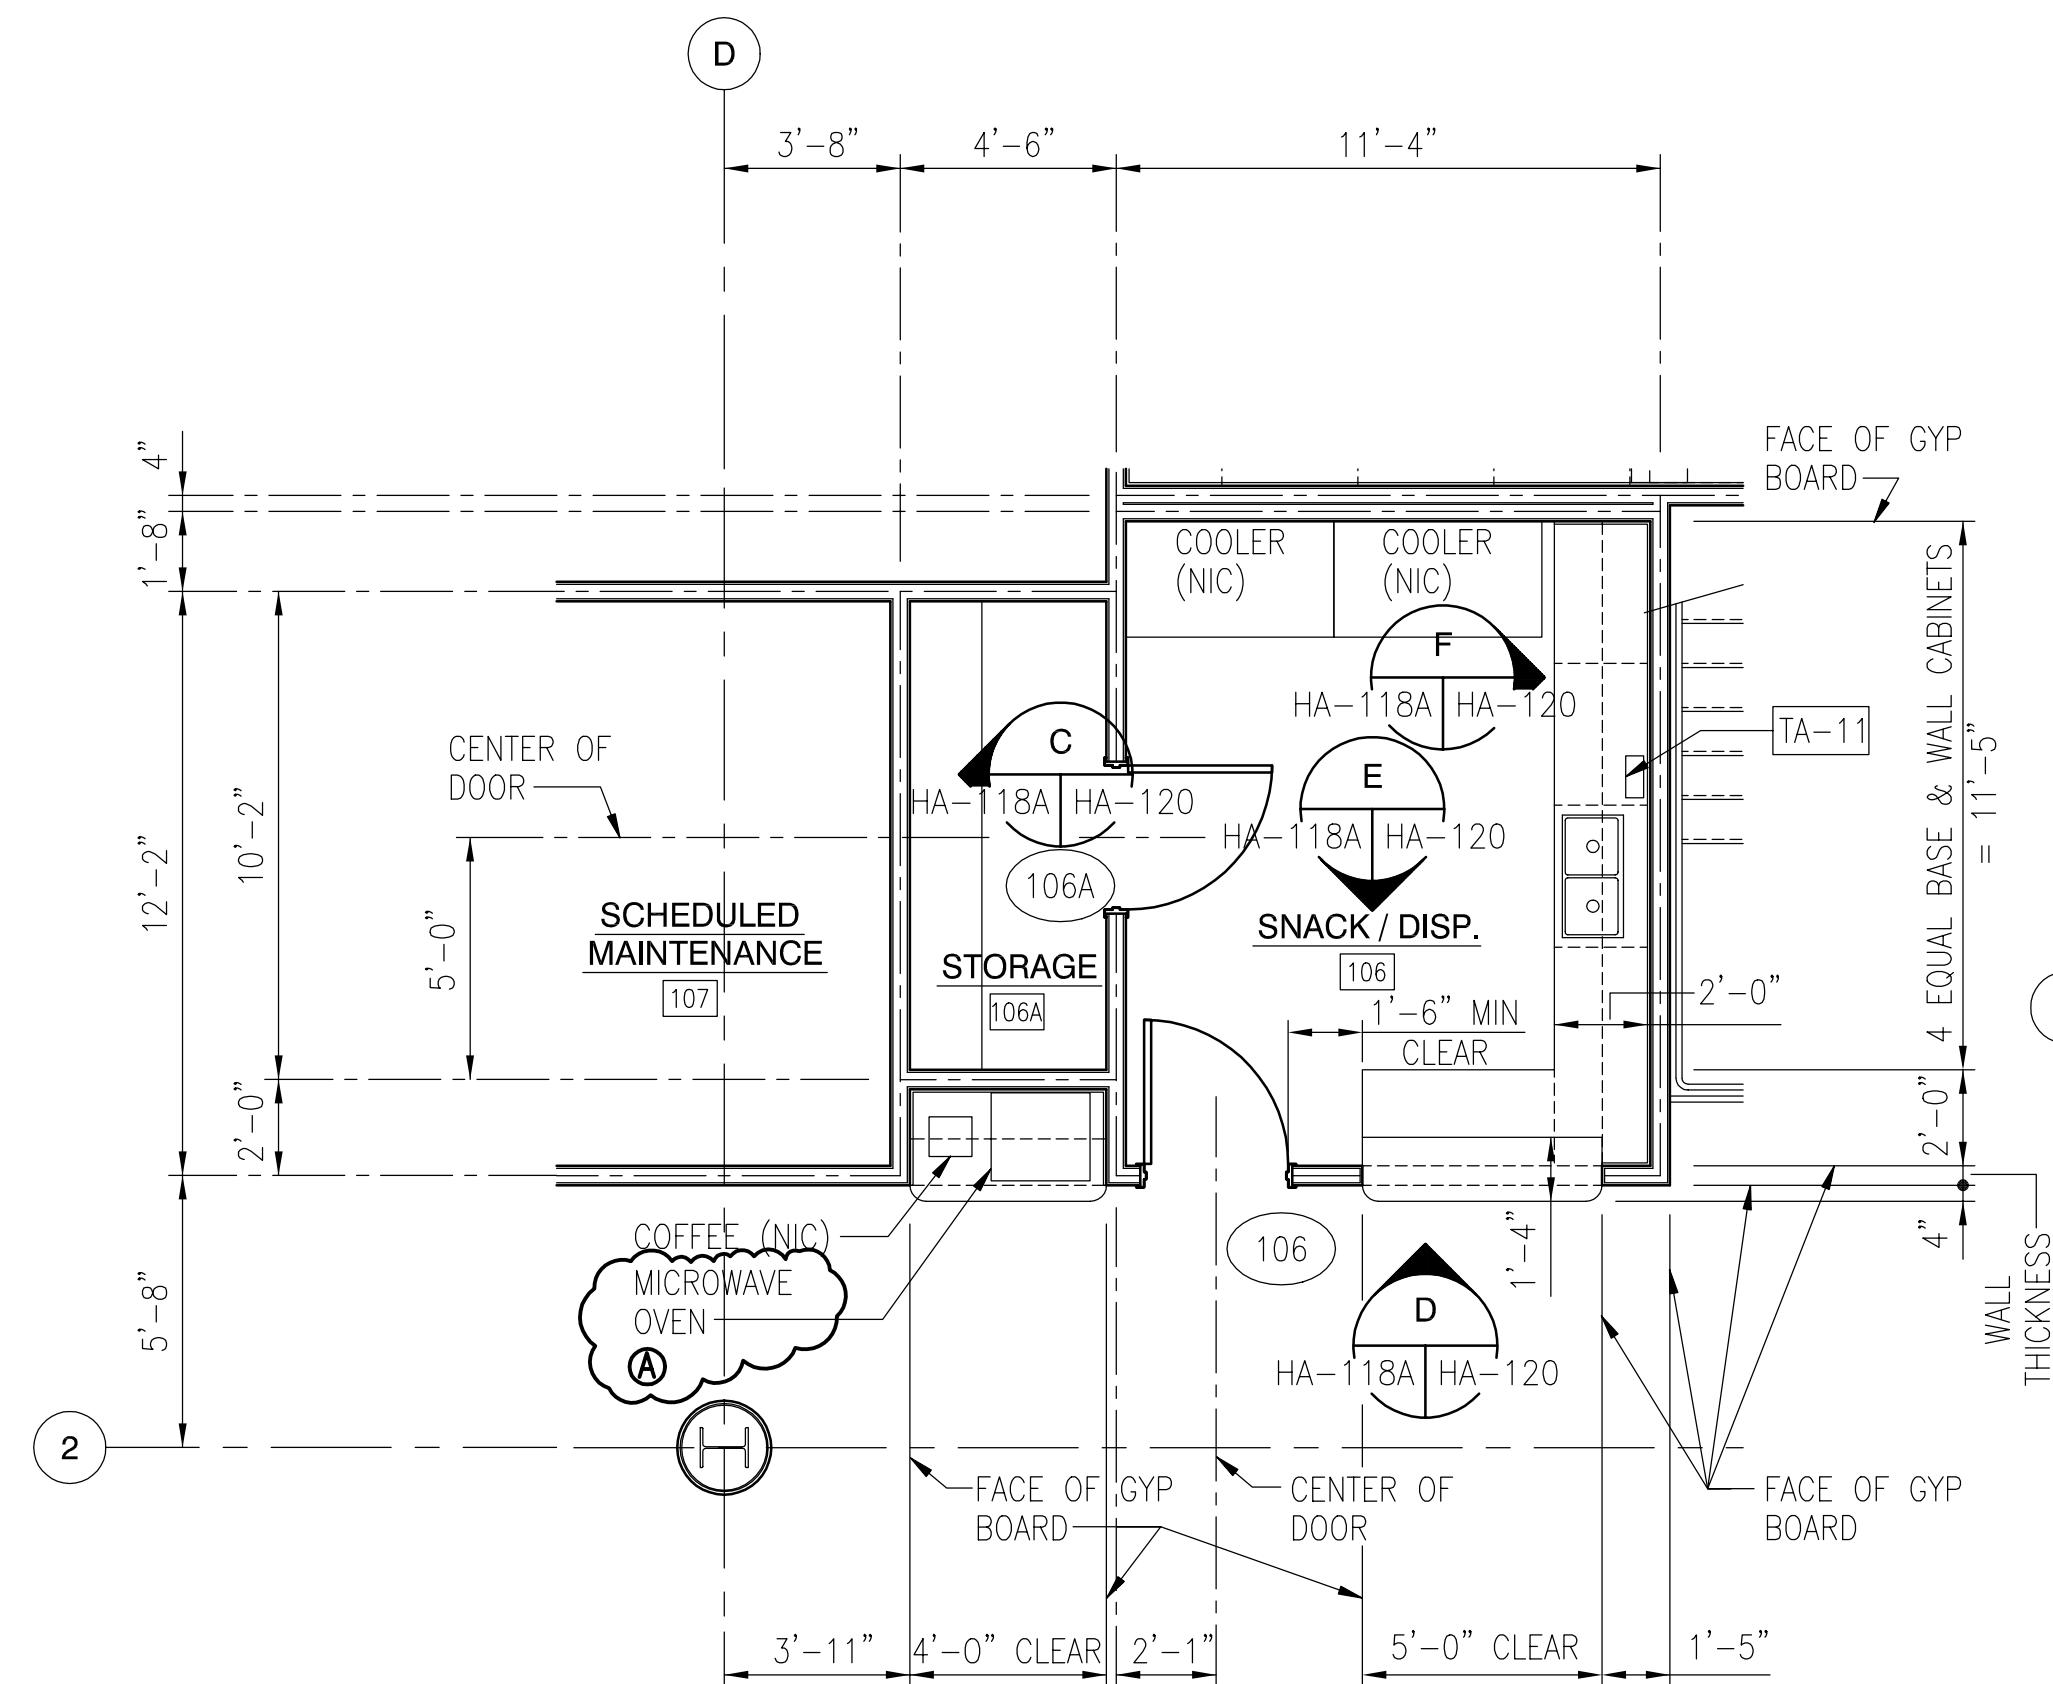 D
3'-8"
4'-6"
11'-4"
4"
1'-8"
12'-2"
10'-2"
5'-0"
2'-0"
5'-8"
FACE OF GYP
BOARD
COOLER
(NIC)
COOLER
(NIC)
F
HA-118A
HA-120
TA-11
CENTER OF
DOOR
C
HA-118A
HA-120
E
HA-118A
HA-120
4 EQUAL BASE & WALL CABINETS
= 11'-5"
106A
SCHEDULED
MAINTENANCE
107
STORAGE
106A
SNACK / DISP.
106
1'-6" MIN
CLEAR
2'-0"
2'-0"
4"
WALL
THICKNESS
COFFEE (NIC)
MICROWAVE
OVEN
A
106
1'-4"
D
HA-118A
HA-120
2
FACE OF GYP
BOARD
CENTER OF
DOOR
FACE OF GYP
BOARD
3'-11"
4'-0" CLEAR
2'-1"
5'-0" CLEAR
1'-5"